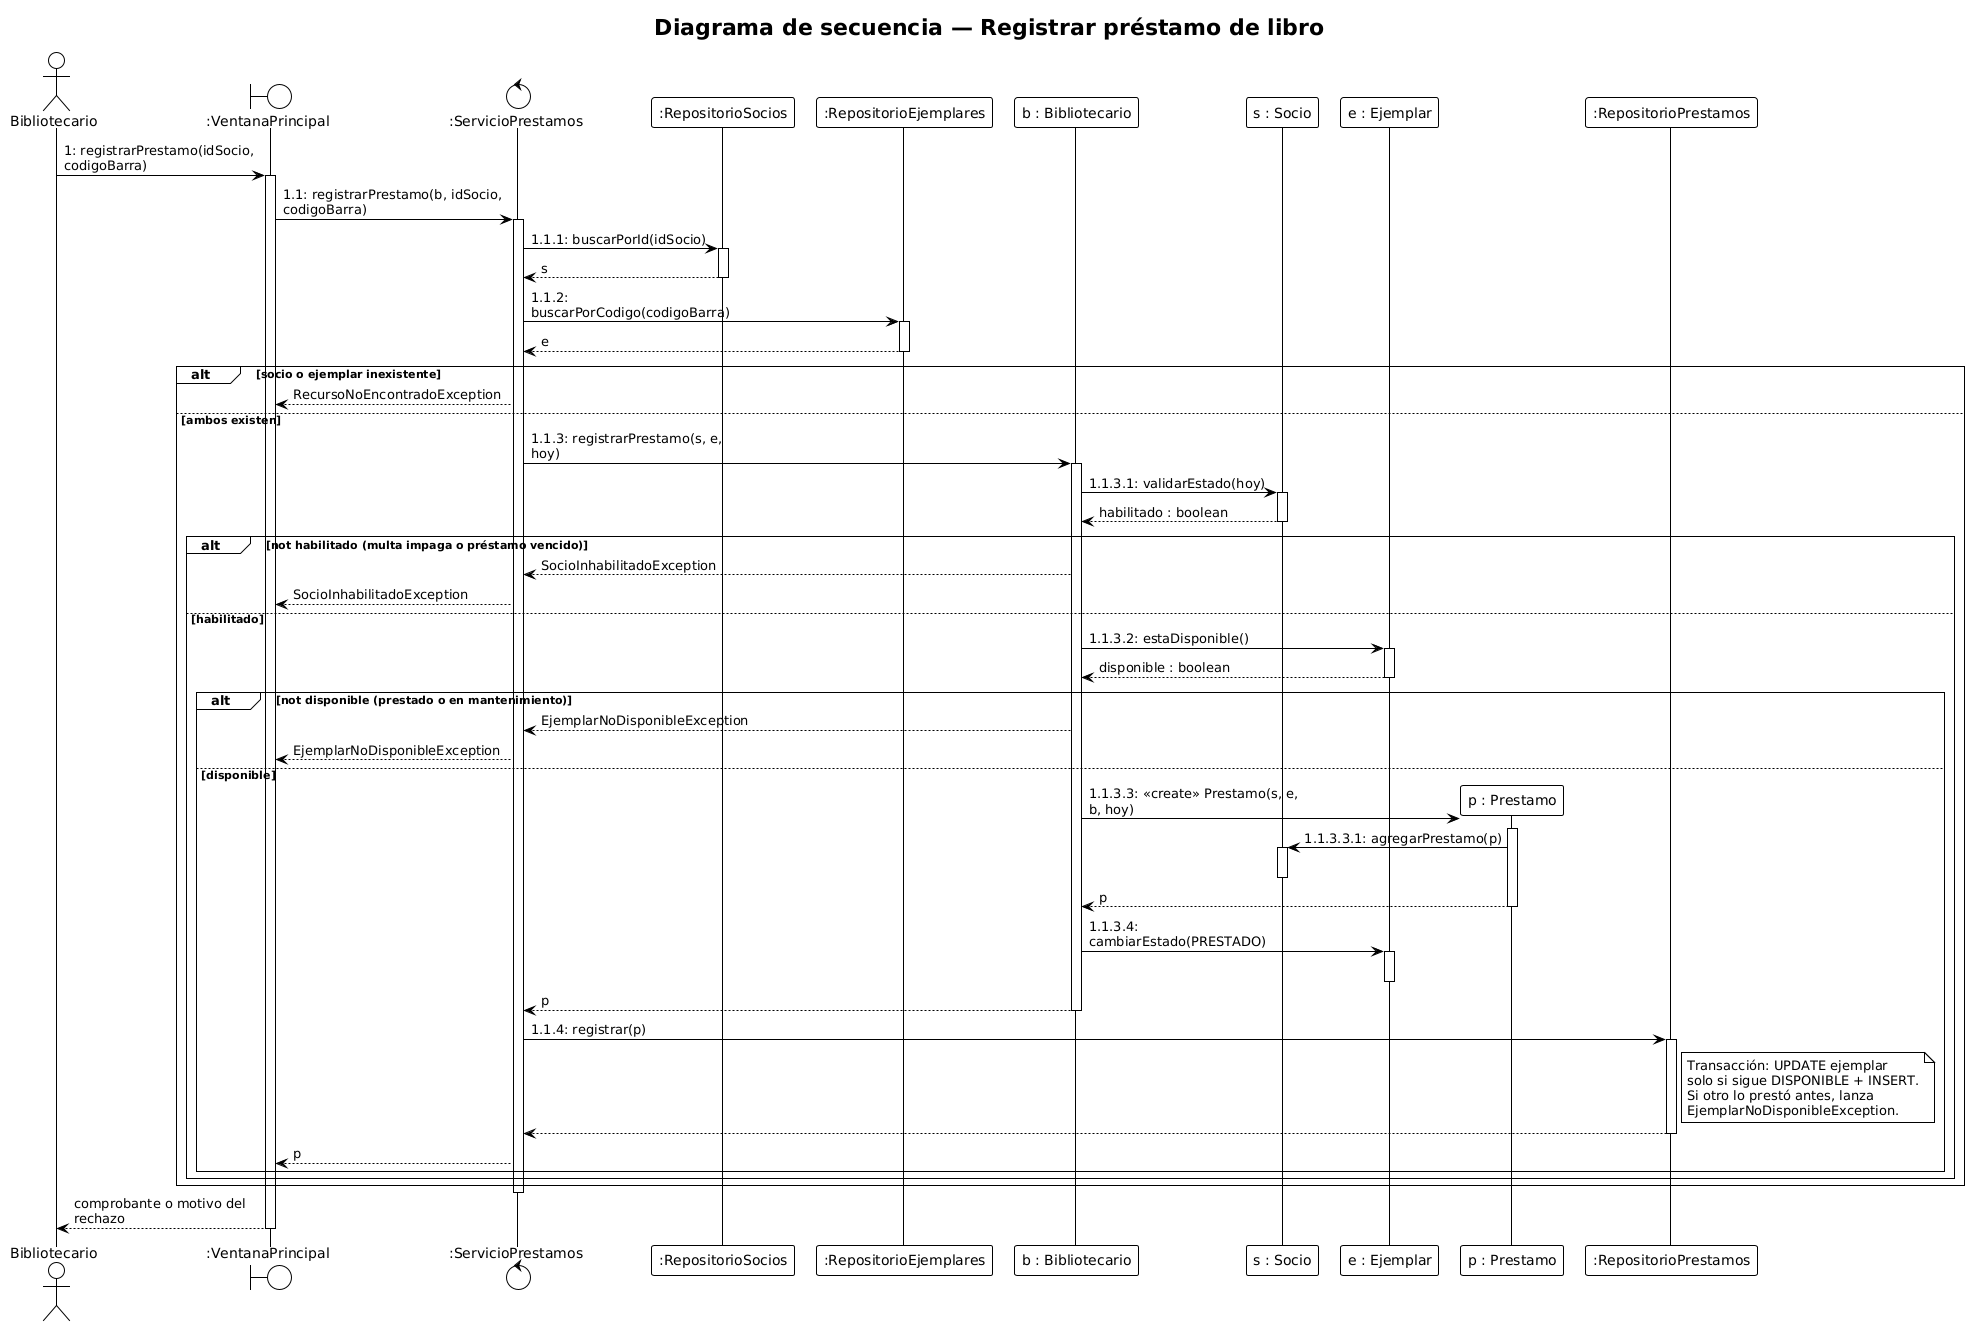 Diagrama de secuencia — Registrar préstamo de libro
Bibliotecario
:VentanaPrincipal
:ServicioPrestamos
:RepositorioSocios
:RepositorioEjemplares
b : Bibliotecario
s : Socio
e : Ejemplar
:RepositorioPrestamos
1: registrarPrestamo(idSocio,
codigoBarra)
1.1: registrarPrestamo(b, idSocio,
codigoBarra)
1.1.1: buscarPorId(idSocio)
s
1.1.2:
buscarPorCodigo(codigoBarra)
e
alt
[socio o ejemplar inexistente]
RecursoNoEncontradoException
[ambos existen]
1.1.3: registrarPrestamo(s, e,
hoy)
1.1.3.1: validarEstado(hoy)
habilitado : boolean
alt
[not habilitado (multa impaga o préstamo vencido)]
SocioInhabilitadoException
SocioInhabilitadoException
[habilitado]
1.1.3.2: estaDisponible()
disponible : boolean
alt
[not disponible (prestado o en mantenimiento)]
EjemplarNoDisponibleException
EjemplarNoDisponibleException
[disponible]
1.1.3.3: «create» Prestamo(s, e,
b, hoy)
p : Prestamo
1.1.3.3.1: agregarPrestamo(p)
p
1.1.3.4:
cambiarEstado(PRESTADO)
p
1.1.4: registrar(p)
Transacción: UPDATE ejemplar
solo si sigue DISPONIBLE + INSERT.
Si otro lo prestó antes, lanza
EjemplarNoDisponibleException.
p
comprobante o motivo del
rechazo
Bibliotecario
:VentanaPrincipal
:ServicioPrestamos
:RepositorioSocios
:RepositorioEjemplares
b : Bibliotecario
s : Socio
e : Ejemplar
p : Prestamo
:RepositorioPrestamos